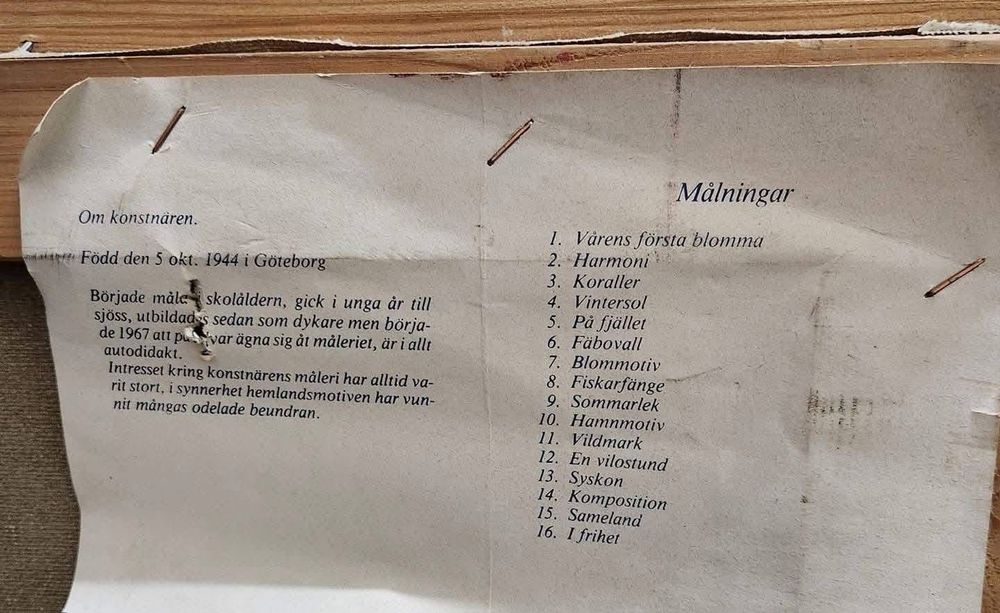 Om konstnären.
Född den 5 okt. 1944 i Göteborg
Började måla i skolåldern, gick i unga år till
sjöss, utbildades sedan som dykare men börja-
de 1967 att på var ägna sig åt måleriet, är i allt
autodidakt.
Intresset kring konstnärens måleri har alltid va-
rit stort, i synnerhet hemlandsmotiven har vun-
nit mångas odelade beundran.
Målningar
1. Vårens första blomma
2. Harmoni
3. Koraller
4. Vintersol
5. På fjället
6. Fäbovall
7. Blommotiv
8. Fiskarfänge
9. Sommarlek
10. Hamnmotiv
11. Vildmark
12. En vilostund
13. Syskon
14. Komposition
15. Sameland
16. I frihet